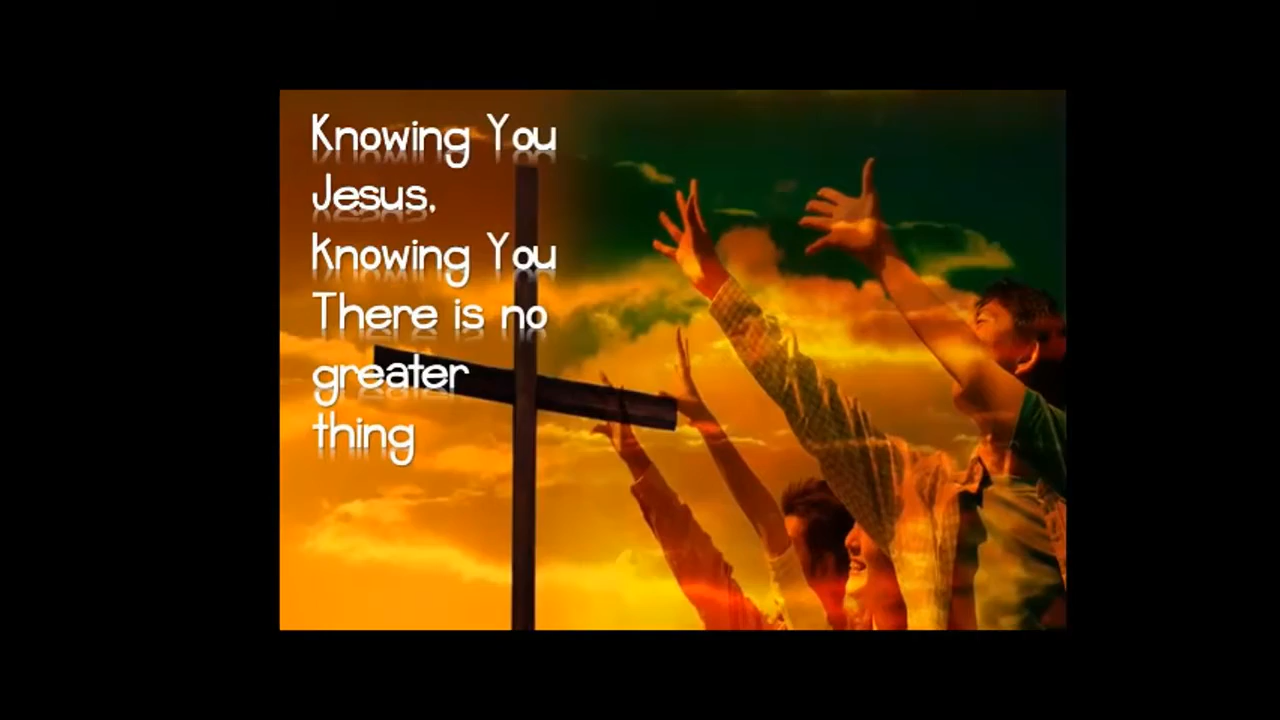 Knowing You
Jesus,
Knowing You
There is no
greater
thing